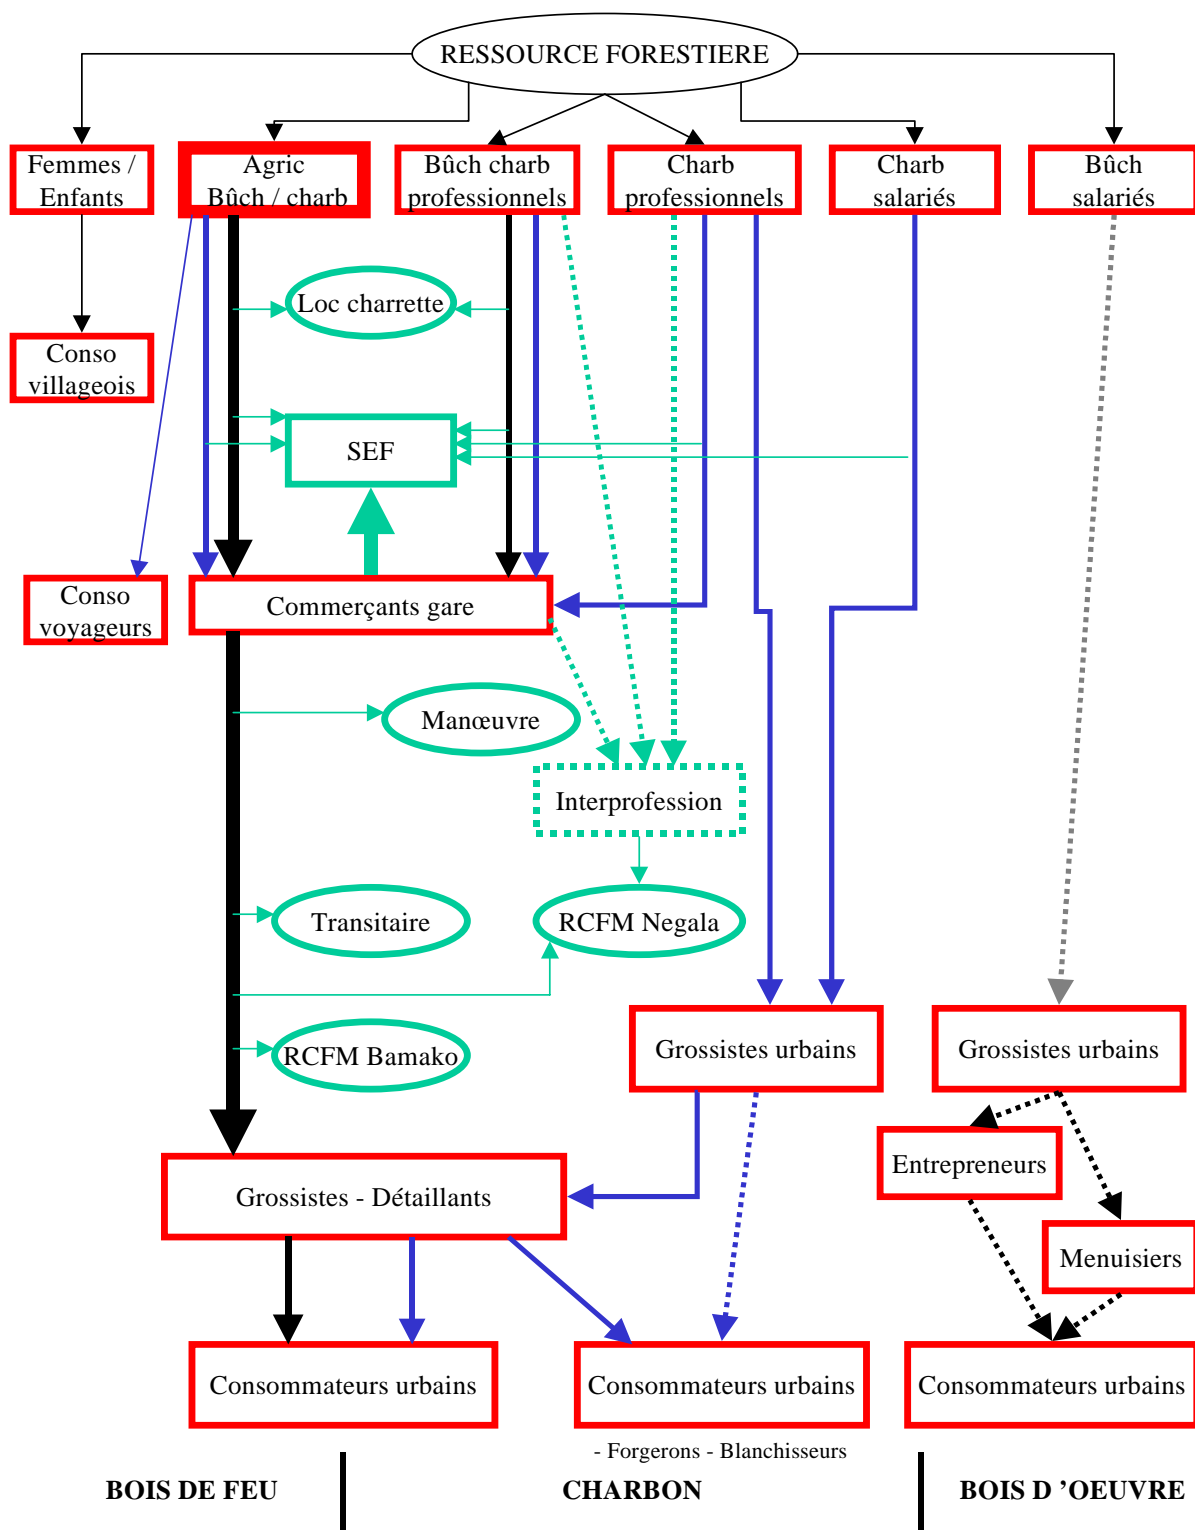 RESSOURCE FORESTIERE
Femmes /
Enfants
Agric
Bûch / charb
Bûch charb
professionnels
Charb
professionnels
Charb
salariés
Bûch
salariés
Loc charrette
Conso
villageois
SEF
Conso
voyageurs
Commerçants gare
Manœuvre
Interprofession
Transitaire
RCFM Negala
RCFM Bamako
Grossistes urbains
Grossistes urbains
Entrepreneurs
Grossistes - Détaillants
Menuisiers
Consommateurs urbains
Consommateurs urbains
Consommateurs urbains
- Forgerons - Blanchisseurs
BOIS DE FEU
CHARBON
BOIS D ’OEUVRE